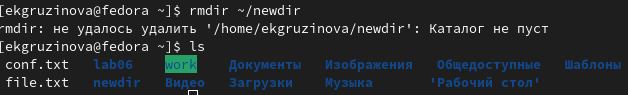 [ekgruzinova@fedora ~]$ rmdir ~/newdir
rmdir: не удалось удалить '/home/ekgruzinova/newdir': Каталог не пуст
[ekgruzinova@fedora ~]$ ls
conf.txt lab06 work Документы Изображения Общедоступные Шаблоны
file.txt newdir Видео Загрузки Музыка 'Рабочий стол'